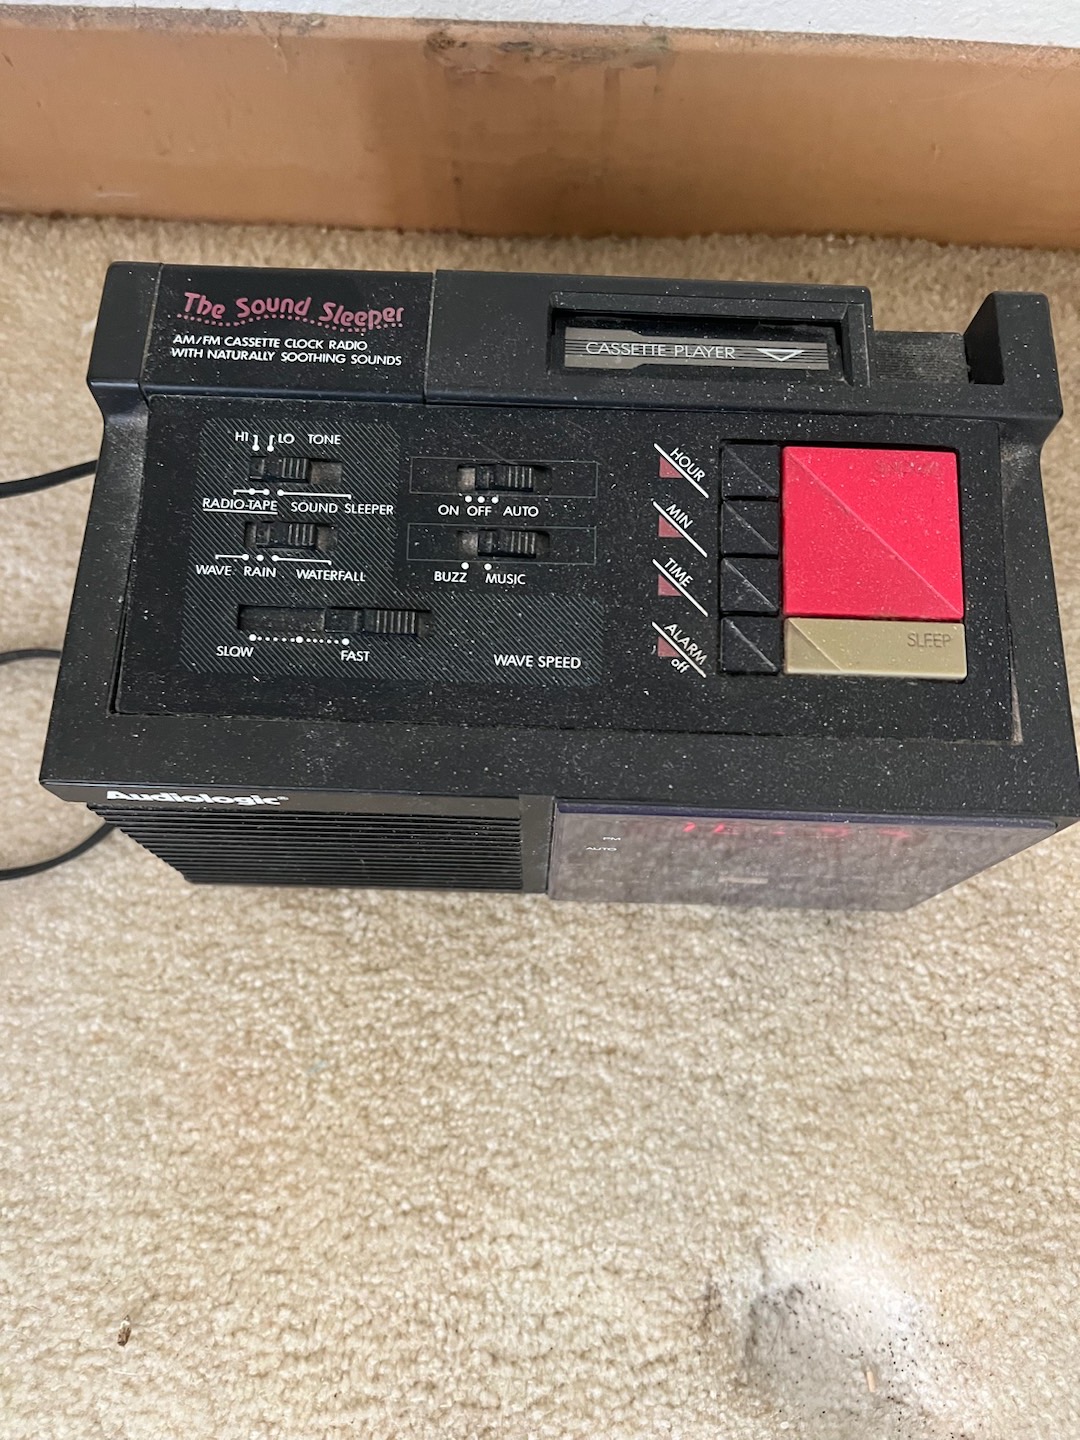 The Sound Sleeper
AM/FM CASSETTE CLOCK RADIO
WITH NATURALLY SOOTHING SOUNDS
CASSETTE PLAYER
HI LO TONE
RADIO-TAPE SOUND SLEEPER
WAVE RAIN WATERFALL
SLOW FAST
WAVE SPEED
ON OFF AUTO
BUZZ MUSIC
HOUR
MIN
TIME
ALARM
off
SNOOZE
SLEEP
Audiologic
PM
AUTO